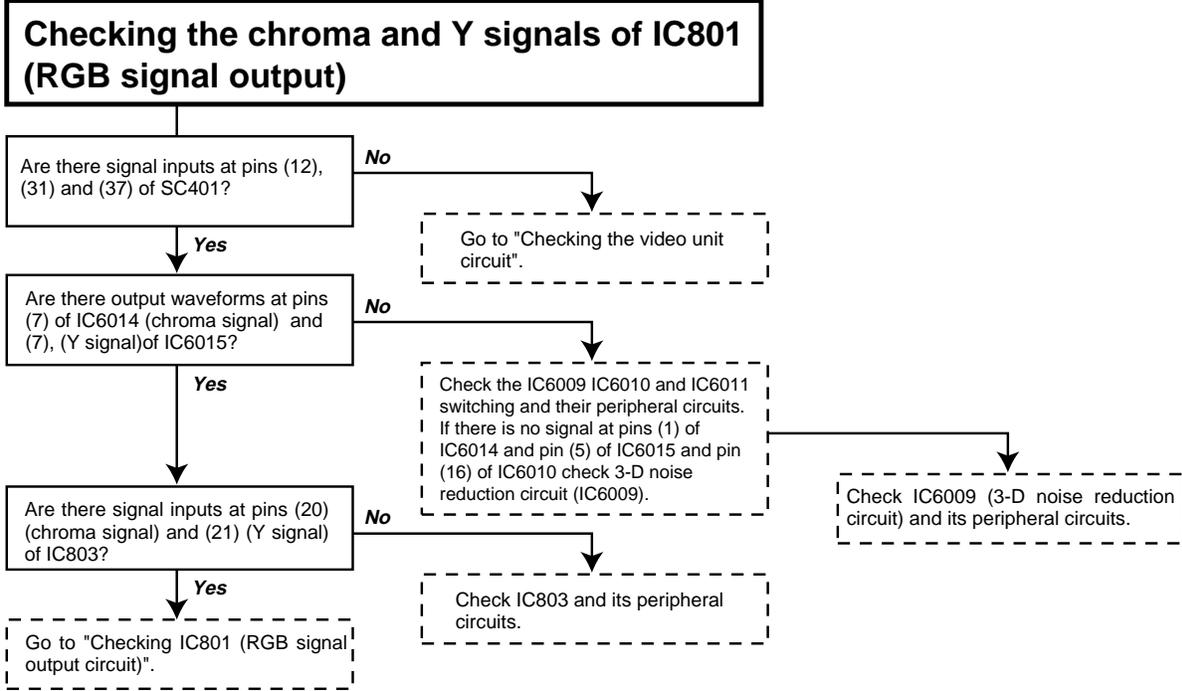 Checking the chroma and Y signals of IC801
(RGB signal output)
Are there signal inputs at pins (12),
(31) and (37) of SC401?
No
Go to "Checking the video unit
circuit".
Yes
Are there output waveforms at pins
(7) of IC6014 (chroma signal) and
(7), (Y signal)of IC6015?
No
Check the IC6009 IC6010 and IC6011
switching and their peripheral circuits.
If there is no signal at pins (1) of
IC6014 and pin (5) of IC6015 and pin
(16) of IC6010 check 3-D noise
reduction circuit (IC6009).
Check IC6009 (3-D noise reduction
circuit) and its peripheral circuits.
Yes
Are there signal inputs at pins (20)
(chroma signal) and (21) (Y signal)
of IC803?
No
Check IC803 and its peripheral
circuits.
Yes
Go to "Checking IC801 (RGB signal
output circuit)".